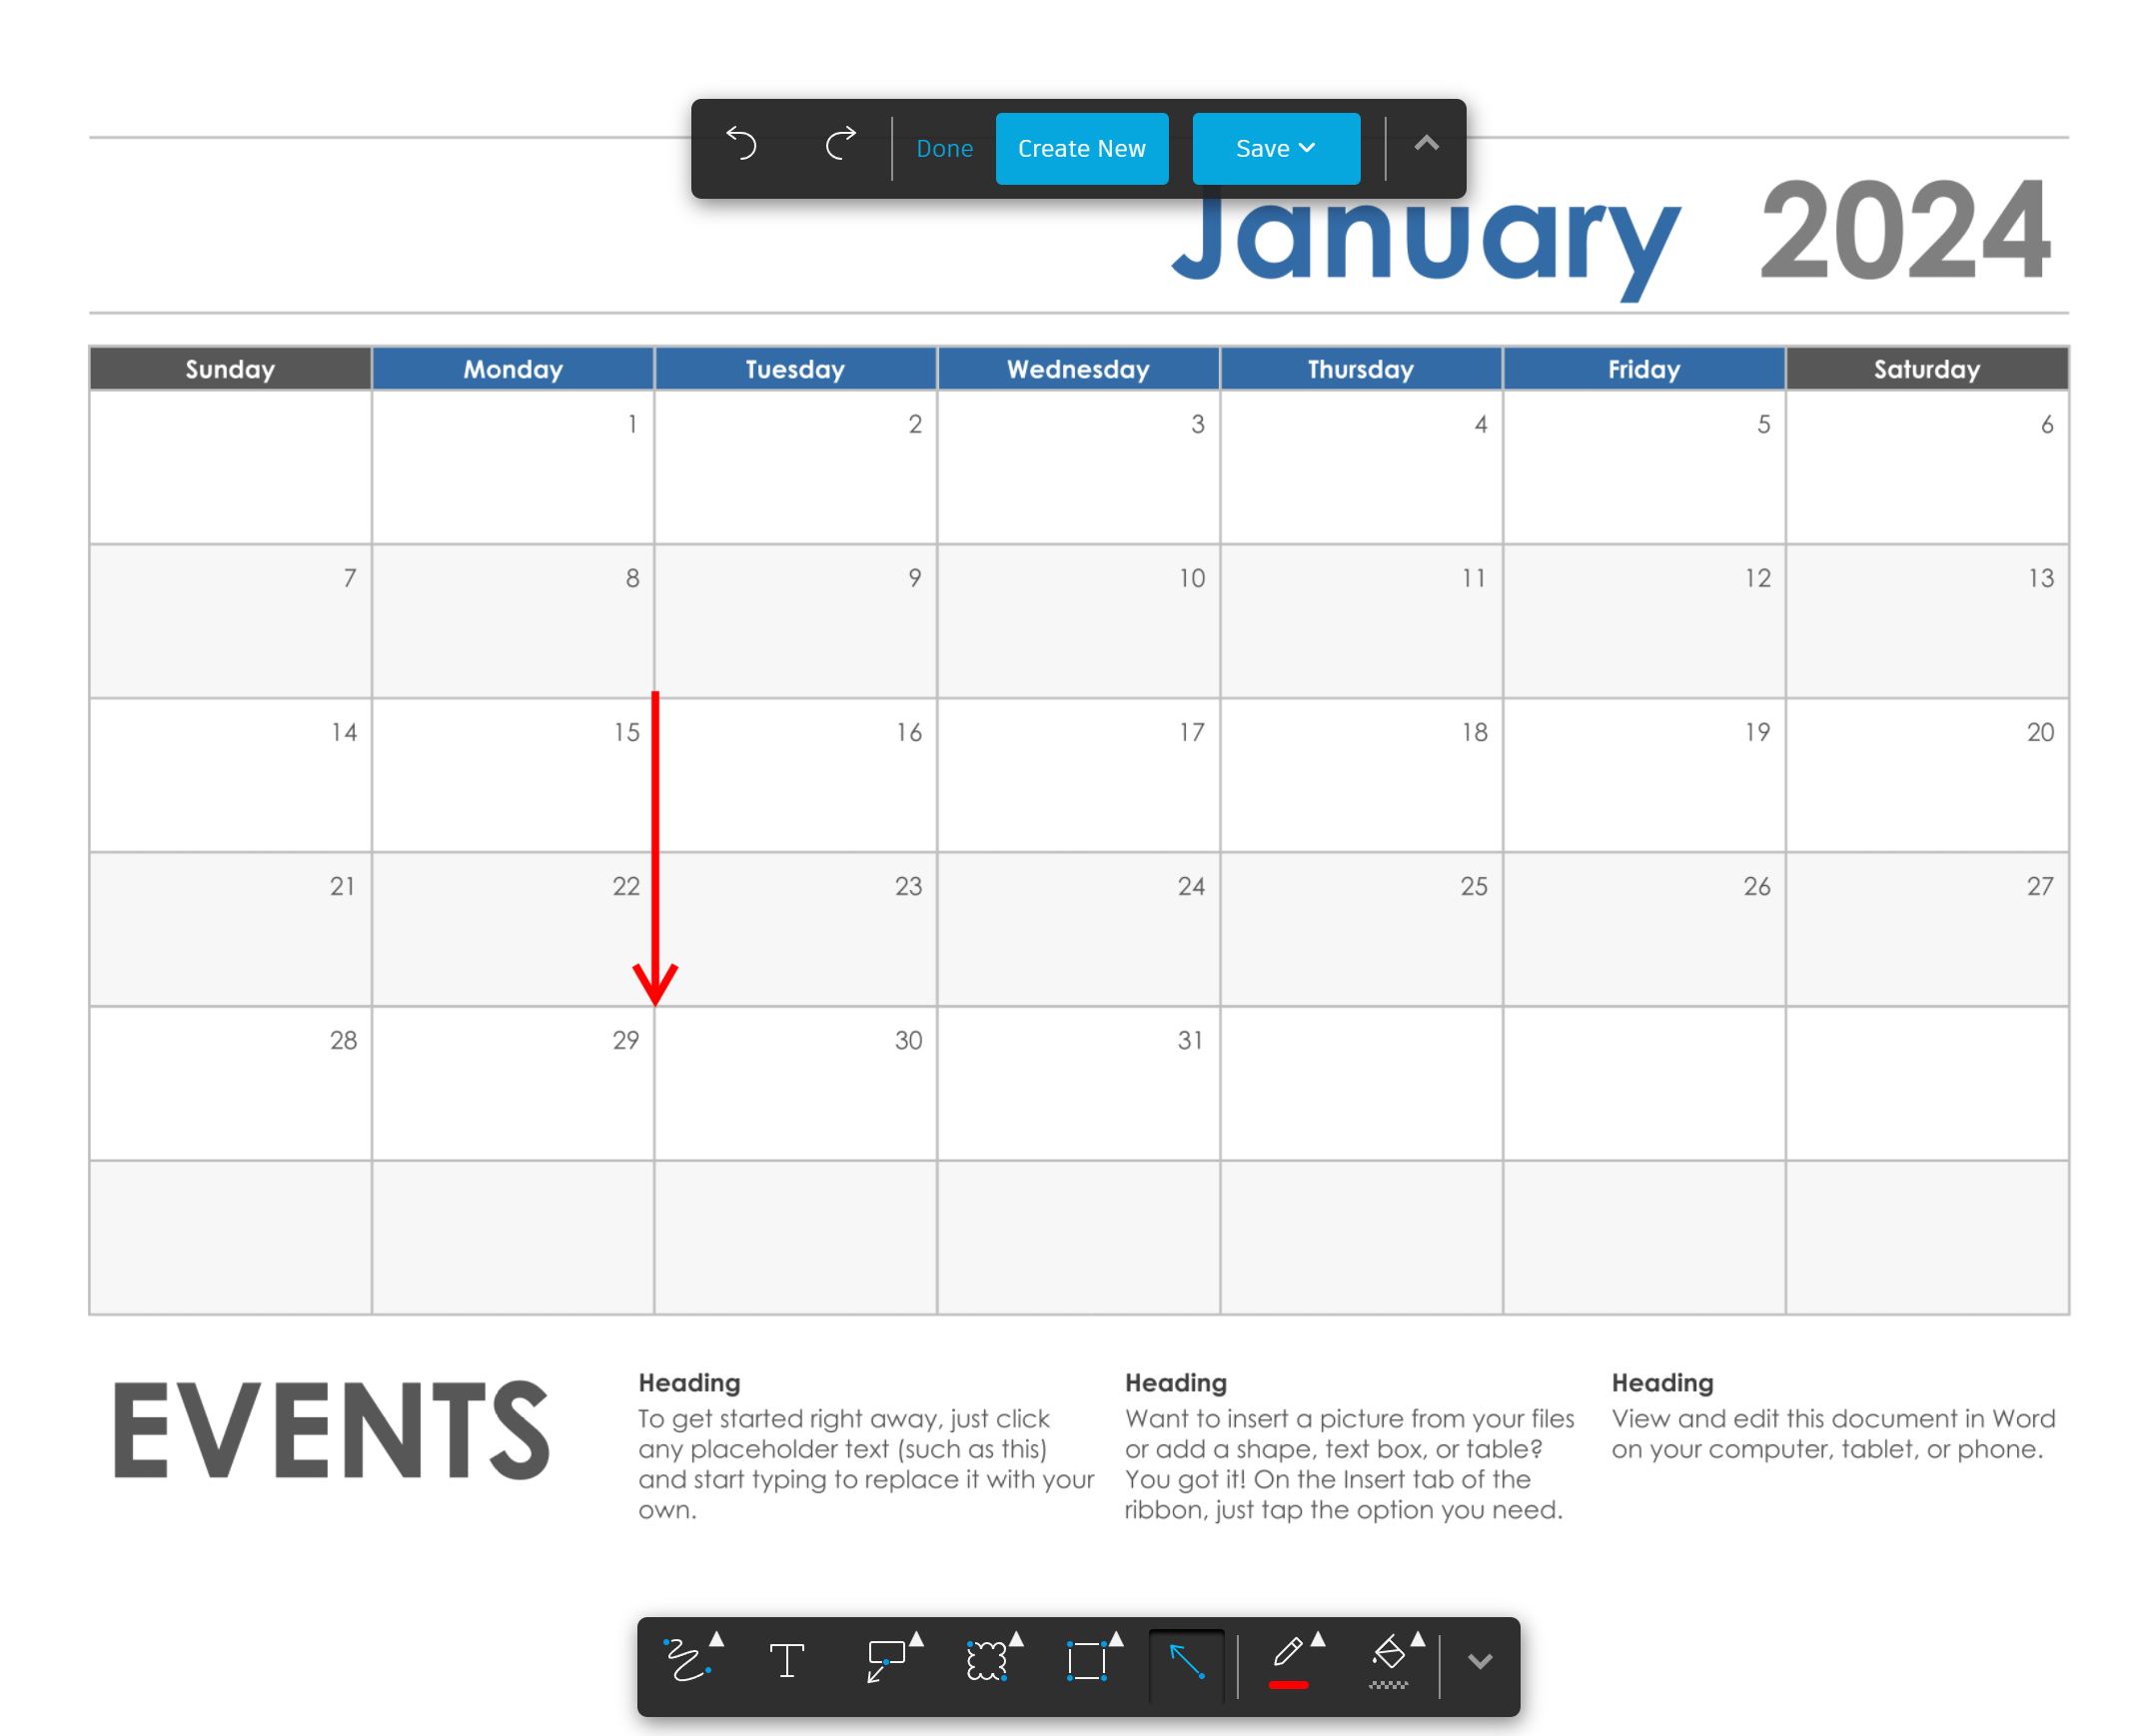 Done Create New Save
January 2024
Sunday Monday Tuesday Wednesday Thursday Friday Saturday
1 2 3 4 5 6
7 8 9 10 11 12 13
14 15 16 17 18 19 20
21 22 23 24 25 26 27
28 29 30 31
EVENTS
Heading
To get started right away, just click
any placeholder text (such as this)
and start typing to replace it with your
own.
Heading
Want to insert a picture from your files
or add a shape, text box, or table?
You got it! On the Insert tab of the
ribbon, just tap the option you need.
Heading
View and edit this document in Word
on your computer, tablet, or phone.